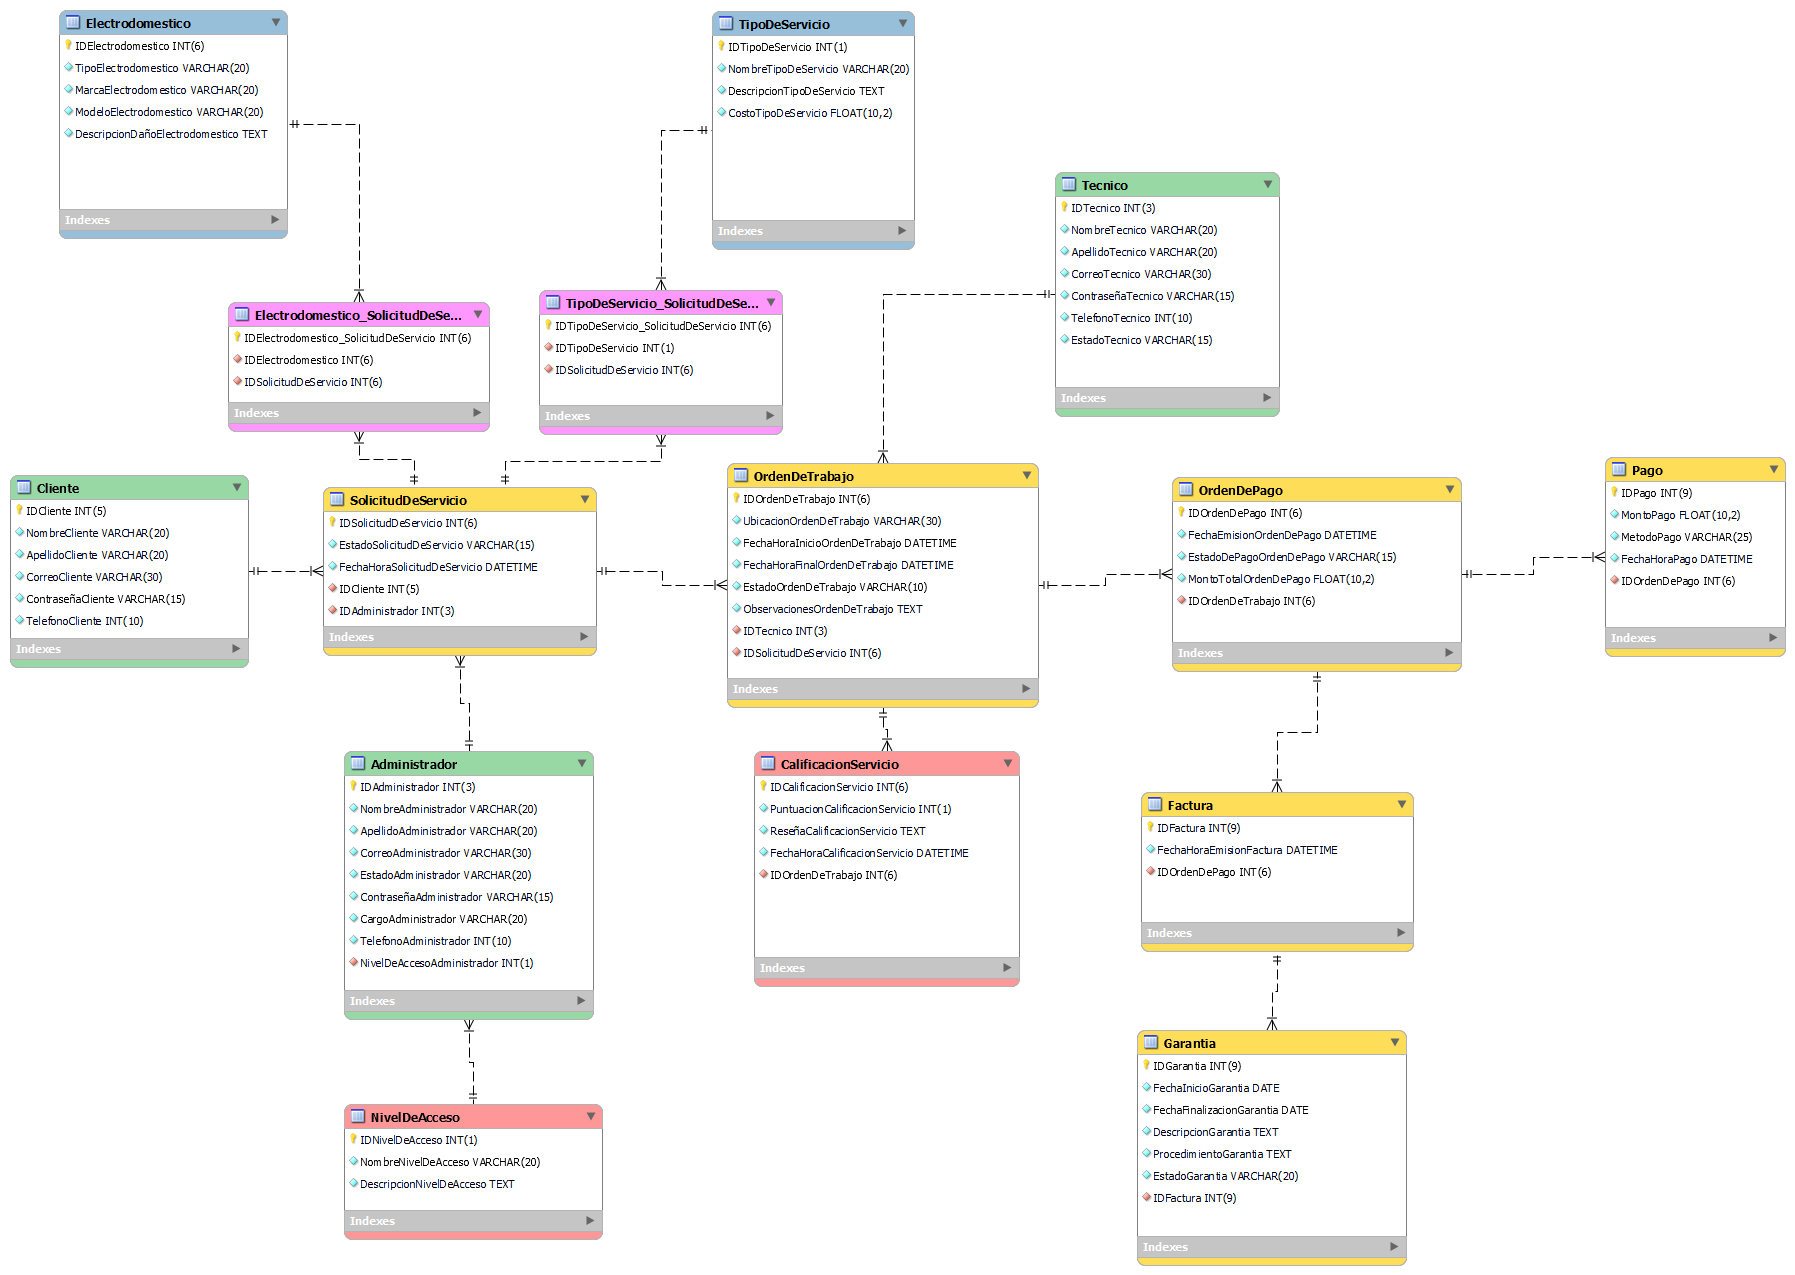 Electrodomestico
IDElectrodomestico INT(6)
TipoElectrodomestico VARCHAR(20)
MarcaElectrodomestico VARCHAR(20)
ModeloElectrodomestico VARCHAR(20)
DescripcionDañoElectrodomestico TEXT
Indexes
TipoDeServicio
IDTipoDeServicio INT(1)
NombreTipoDeServicio VARCHAR(20)
DescripcionTipoDeServicio TEXT
CostoTipoDeServicio FLOAT(10,2)
Indexes
Tecnico
IDTecnico INT(3)
NombreTecnico VARCHAR(20)
ApellidoTecnico VARCHAR(20)
CorreoTecnico VARCHAR(30)
ContraseñaTecnico VARCHAR(15)
TelefonoTecnico INT(10)
EstadoTecnico VARCHAR(15)
Indexes
Electrodomestico_SolicitudDeSe...
IDElectrodomestico_SolicitudDeServicio INT(6)
IDElectrodomestico INT(6)
IDSolicitudDeServicio INT(6)
Indexes
TipoDeServicio_SolicitudDeSe...
IDTipoDeServicio_SolicitudDeServicio INT(6)
IDTipoDeServicio INT(1)
IDSolicitudDeServicio INT(6)
Indexes
Cliente
IDCliente INT(5)
NombreCliente VARCHAR(20)
ApellidoCliente VARCHAR(20)
CorreoCliente VARCHAR(30)
ContraseñaCliente VARCHAR(15)
TelefonoCliente INT(10)
Indexes
SolicitudDeServicio
IDSolicitudDeServicio INT(6)
EstadoSolicitudDeServicio VARCHAR(15)
FechaHoraSolicitudDeServicio DATETIME
IDCliente INT(5)
IDAdministrador INT(3)
Indexes
OrdenDeTrabajo
IDOrdenDeTrabajo INT(6)
UbicacionOrdenDeTrabajo VARCHAR(30)
FechaHoraInicioOrdenDeTrabajo DATETIME
FechaHoraFinalOrdenDeTrabajo DATETIME
EstadoOrdenDeTrabajo VARCHAR(10)
ObservacionesOrdenDeTrabajo TEXT
IDTecnico INT(3)
IDSolicitudDeServicio INT(6)
Indexes
OrdenDePago
IDOrdenDePago INT(6)
FechaEmisionOrdenDePago DATETIME
EstadoDePagoOrdenDePago VARCHAR(15)
MontoTotalOrdenDePago FLOAT(10,2)
IDOrdenDeTrabajo INT(6)
Indexes
Pago
IDPago INT(9)
MontoPago FLOAT(10,2)
MetodoPago VARCHAR(25)
FechaHoraPago DATETIME
IDOrdenDePago INT(6)
Indexes
Administrador
IDAdministrador INT(3)
NombreAdministrador VARCHAR(20)
ApellidoAdministrador VARCHAR(20)
CorreoAdministrador VARCHAR(30)
EstadoAdministrador VARCHAR(20)
ContraseñaAdministrador VARCHAR(15)
CargoAdministrador VARCHAR(20)
TelefonoAdministrador INT(10)
NivelDeAccesoAdministrador INT(1)
Indexes
CalificacionServicio
IDCalificacionServicio INT(6)
PuntuacionCalificacionServicio INT(1)
ReseñaCalificacionServicio TEXT
FechaHoraCalificacionServicio DATETIME
IDOrdenDeTrabajo INT(6)
Indexes
Factura
IDFactura INT(9)
FechaHoraEmisionFactura DATETIME
IDOrdenDePago INT(6)
Indexes
NivelDeAcceso
IDNivelDeAcceso INT(1)
NombreNivelDeAcceso VARCHAR(20)
DescripcionNivelDeAcceso TEXT
Indexes
Garantia
IDGarantia INT(9)
FechaInicioGarantia DATE
FechaFinalizacionGarantia DATE
DescripcionGarantia TEXT
ProcedimientoGarantia TEXT
EstadoGarantia VARCHAR(20)
IDFactura INT(9)
Indexes